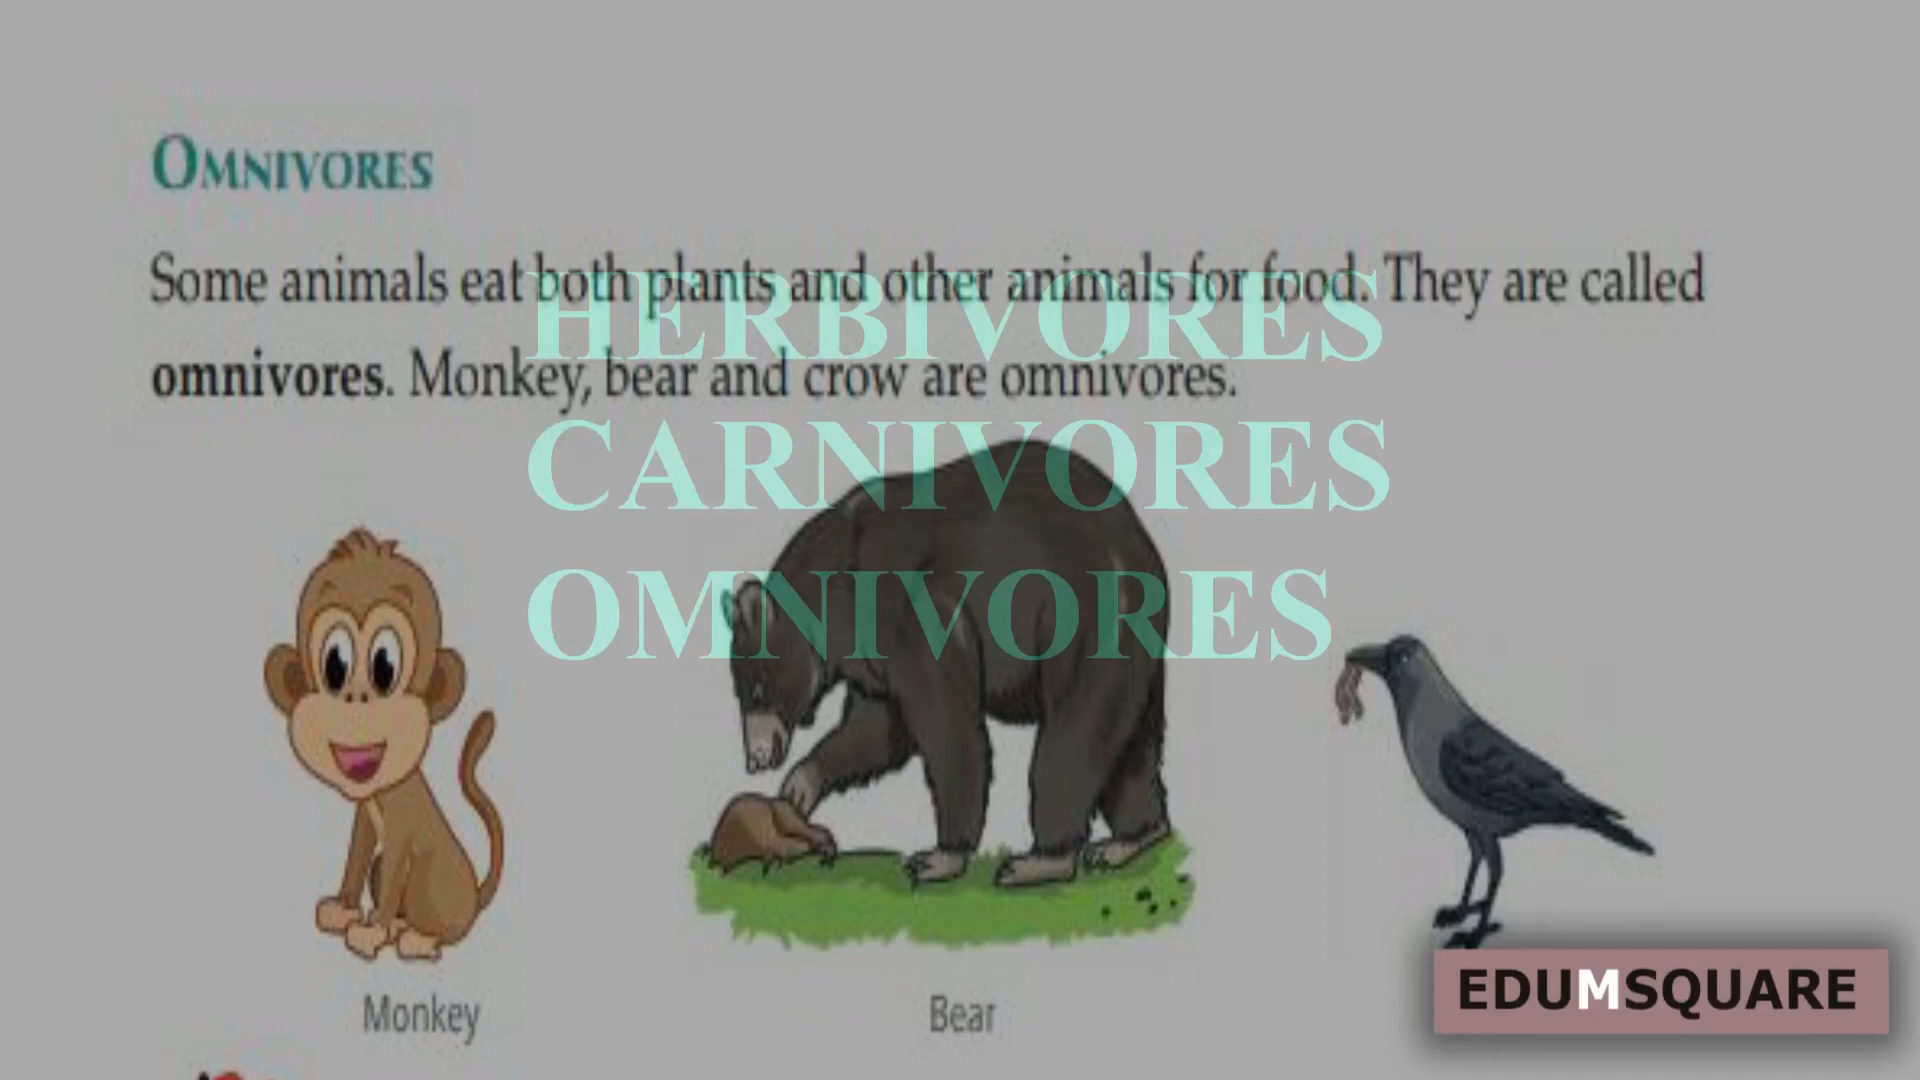 OMNIVORES
Some animals eat both plants and other animals for food. They are called
omnivores. Monkey, bear and crow are omnivores.
HERBIVORES
CARNIVORES
OMNIVORES
Monkey
Bear
EDUMSQUARE